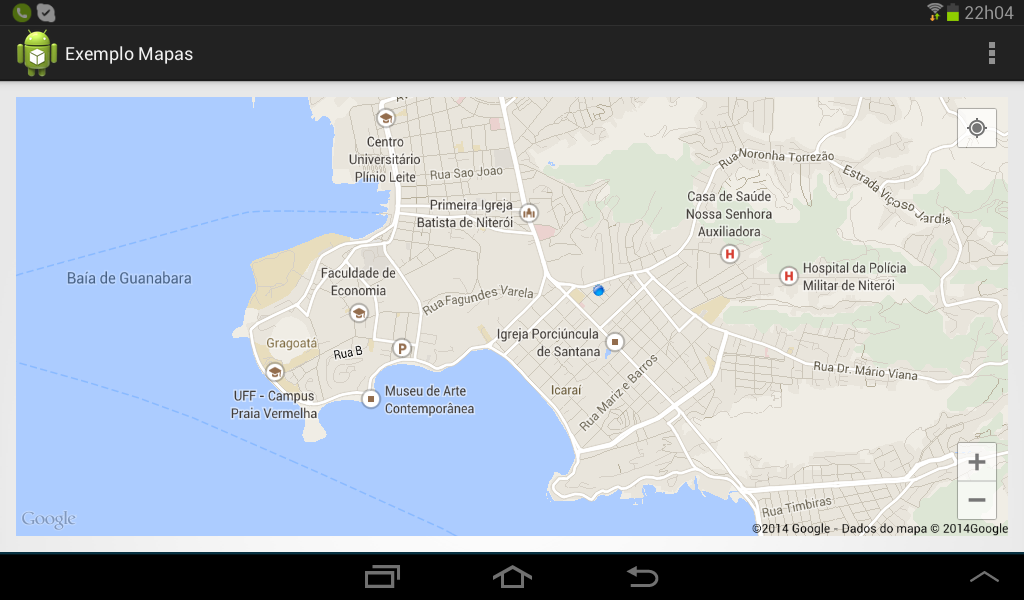 22h04
Exemplo Mapas
Centro
Universitário
Plínio Leite
Rua Sao Joao
Rua Noronha Torrezão
Estrada Viçoso Jardim
Primeira Igreja
Batista de Niterói
Casa de Saúde
Nossa Senhora
Auxiliadora
Baía de Guanabara
Faculdade de
Economia
Hospital da Polícia
Militar de Niterói
Rua Fagundes Varela
Gragoatá
Rua B
P
Igreja Porciúncula
de Santana
H
H
UFF - Campus
Praia Vermelha
Museu de Arte
Contemporânea
Icaraí
Rua Mariz e Barros
Rua Dr. Mário Viana
+
−
Rua Timbiras
Google
©2014 Google - Dados do mapa © 2014Google